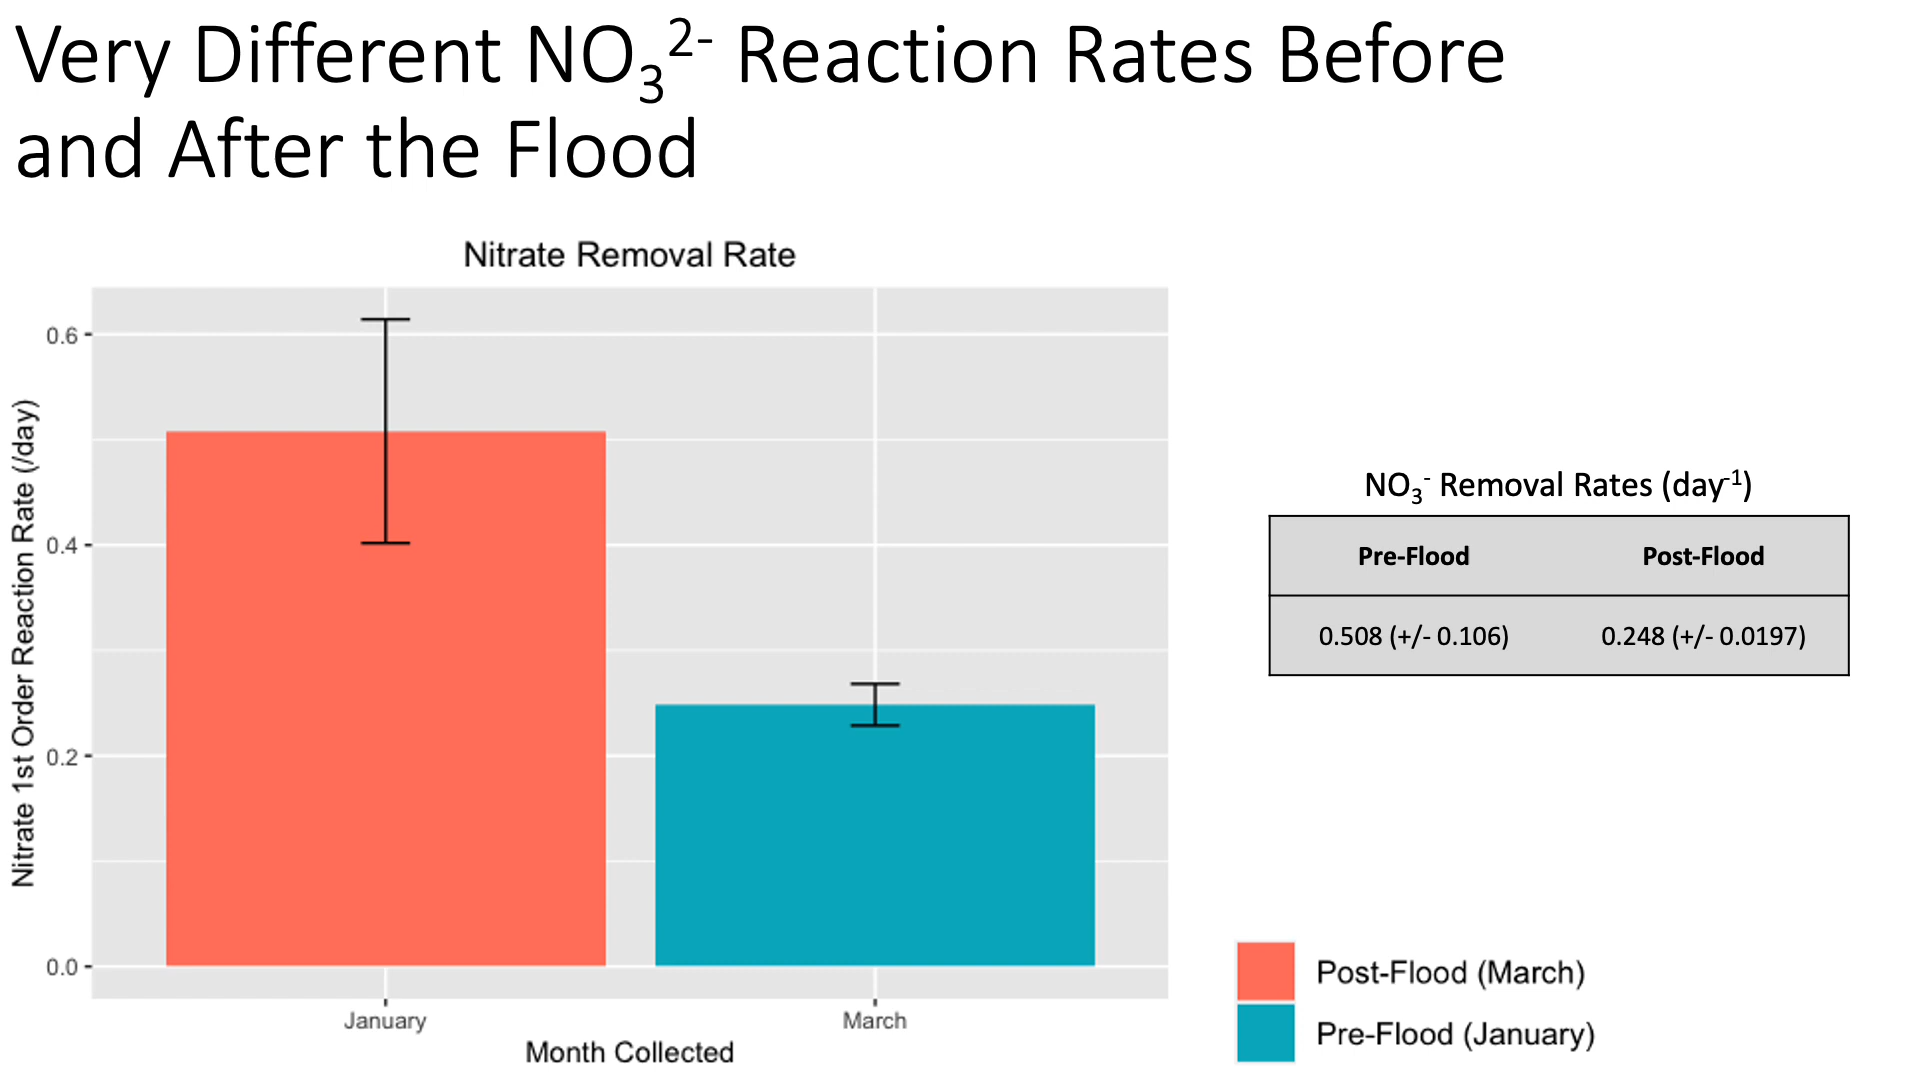 Very Different NO₃²⁻ Reaction Rates Before
and After the Flood
Nitrate Removal Rate
Nitrate 1st Order Reaction Rate (/day)
0.6
0.4
0.2
0.0
January
March
Month Collected
NO₃⁻ Removal Rates (day⁻¹)
Pre-Flood Post-Flood
0.508 (+/- 0.106) 0.248 (+/- 0.0197)
Post-Flood (March)
Pre-Flood (January)